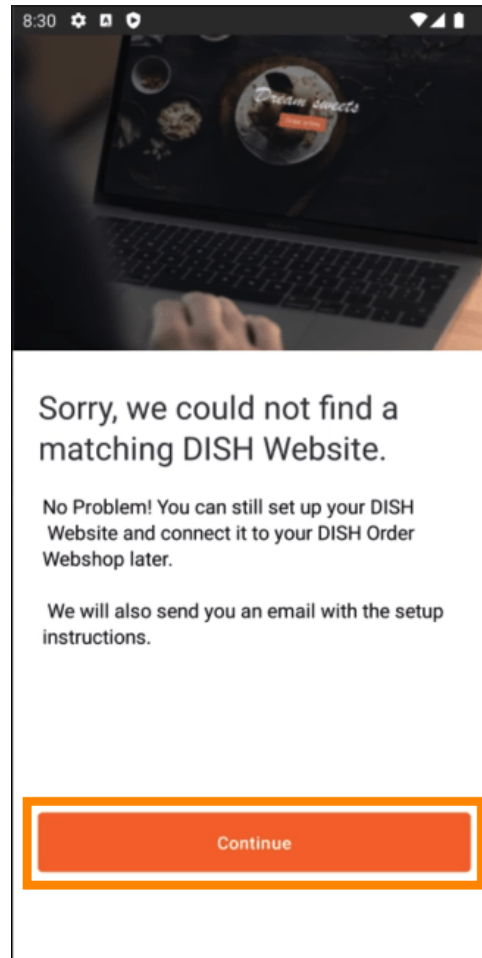 8:30
Dream sweets
Sorry, we could not find a
matching DISH Website.
No Problem! You can still set up your DISH
Website and connect it to your DISH Order
Webshop later.
We will also send you an email with the setup
instructions.
Continue